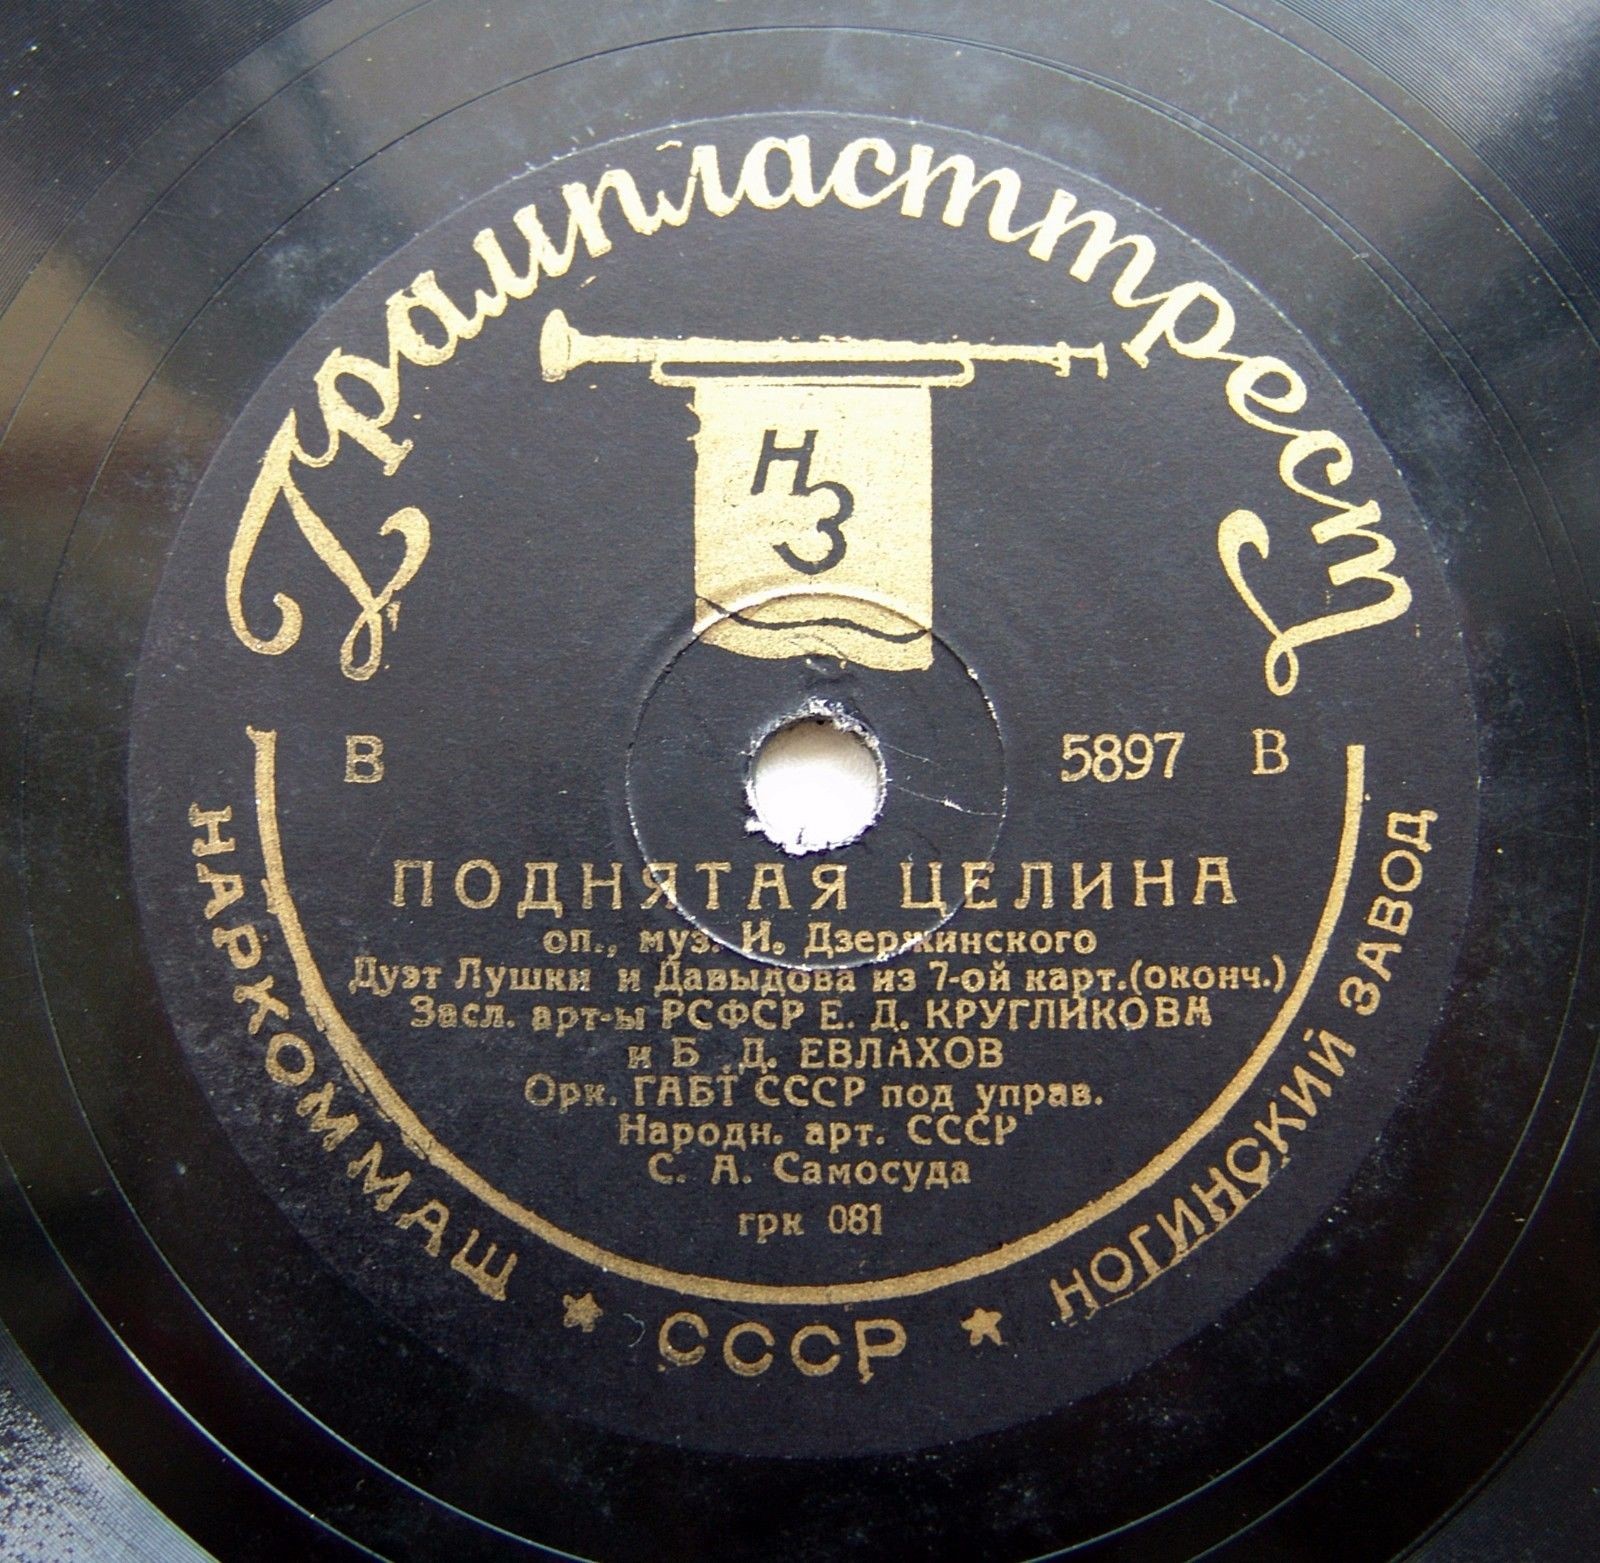 Грампласттрест
НЗ
В 5897 В
ПОДНЯТАЯ ЦЕЛИНА
оп., муз. И. Дзержинского
Дуэт Лушки и Давыдова из 7-ой карт.(оконч.)
Засл. арт-ы РСФСР Е. Д. КРУГЛИКОВА
и Б. Д. ЕВЛАХОВ
Орк. ГАБТ СССР под управ.
Народн. арт. СССР
С. А. Самосуда
грк 081
НАРКОММАШ ★ СССР ★ НОГИНСКИЙ ЗАВОД